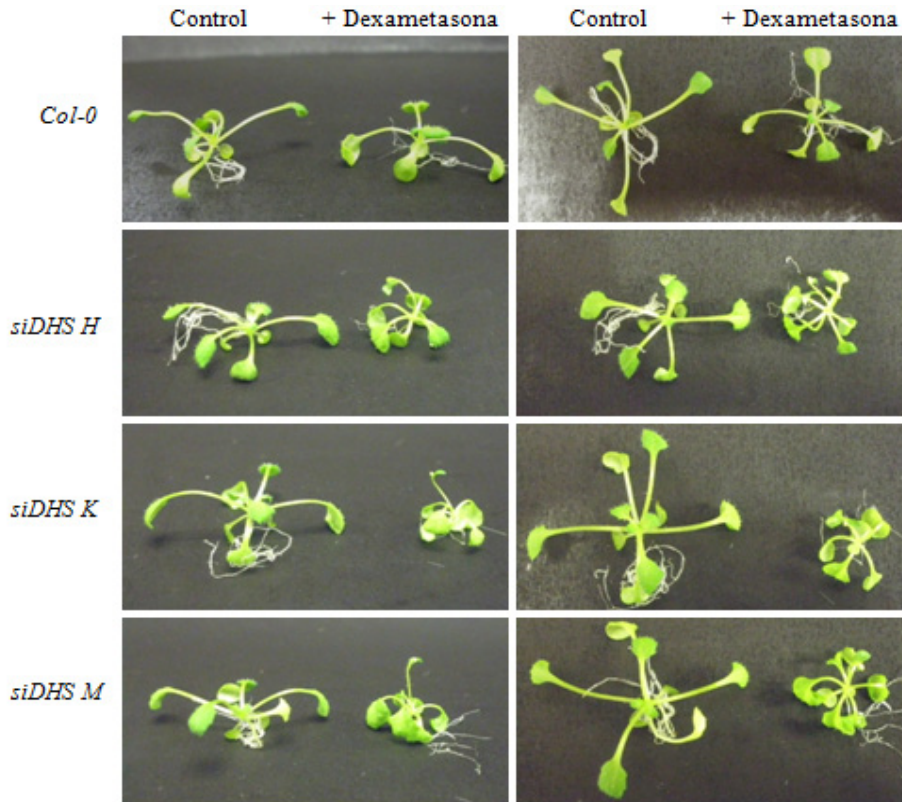 Control + Dexametasona Control + Dexametasona
Col-0
siDHS H
siDHS K
siDHS M